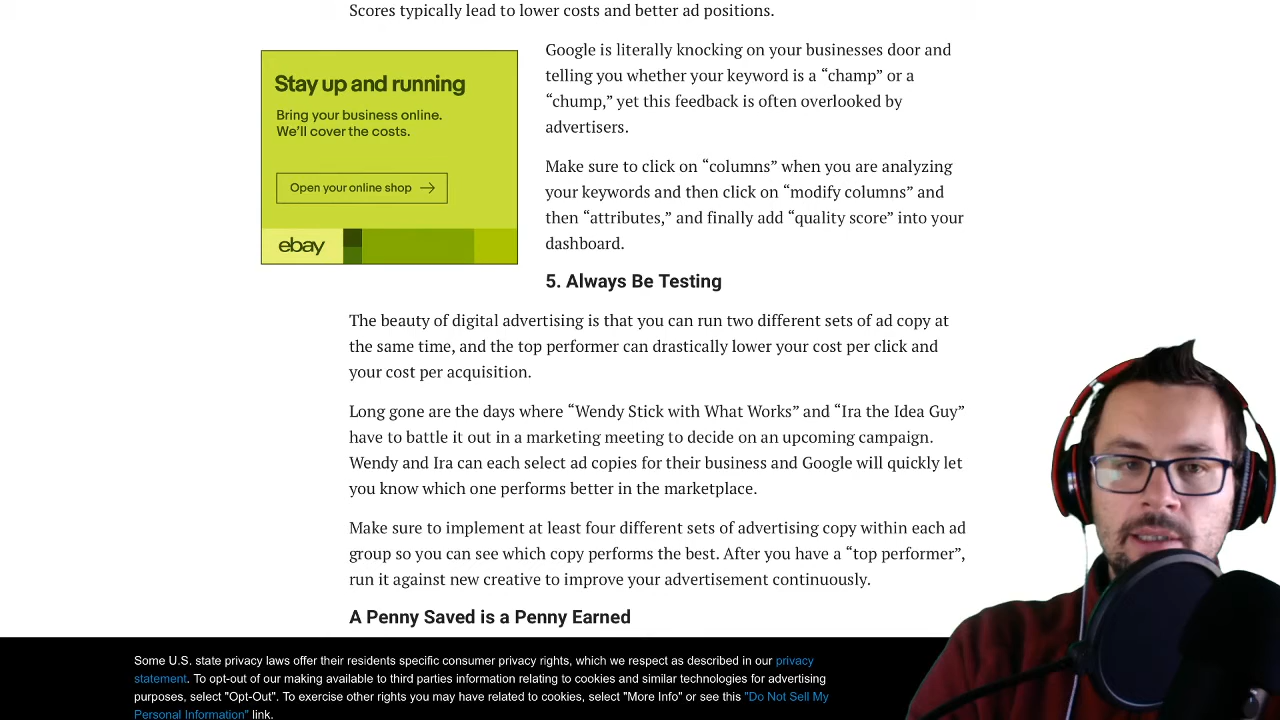 Scores typically lead to lower costs and better ad positions.
Stay up and running
Bring your business online.
We’ll cover the costs.
Open your online shop
ebay
Google is literally knocking on your businesses door and
telling you whether your keyword is a “champ” or a
“chump,” yet this feedback is often overlooked by
advertisers.
Make sure to click on “columns” when you are analyzing
your keywords and then click on “modify columns” and
then “attributes,” and finally add “quality score” into your
dashboard.
5. Always Be Testing
The beauty of digital advertising is that you can run two different sets of ad copy at
the same time, and the top performer can drastically lower your cost per click and
your cost per acquisition.
Long gone are the days where “Wendy Stick with What Works” and “Ira the Idea Guy”
have to battle it out in a marketing meeting to decide on an upcoming campaign.
Wendy and Ira can each select ad copies for their business and Google will quickly let
you know which one performs better in the marketplace.
Make sure to implement at least four different sets of advertising copy within each ad
group so you can see which copy performs the best. After you have a “top performer”,
run it against new creative to improve your advertisement continuously.
A Penny Saved is a Penny Earned
Some U.S. state privacy laws offer their residents specific consumer privacy rights, which we respect as described in our privacy
statement. To opt-out of our making available to third parties information relating to cookies and similar technologies for advertising
purposes, select "Opt-Out". To exercise other rights you may have related to cookies, select "More Info" or see this "Do Not Sell My
Personal Information" link.